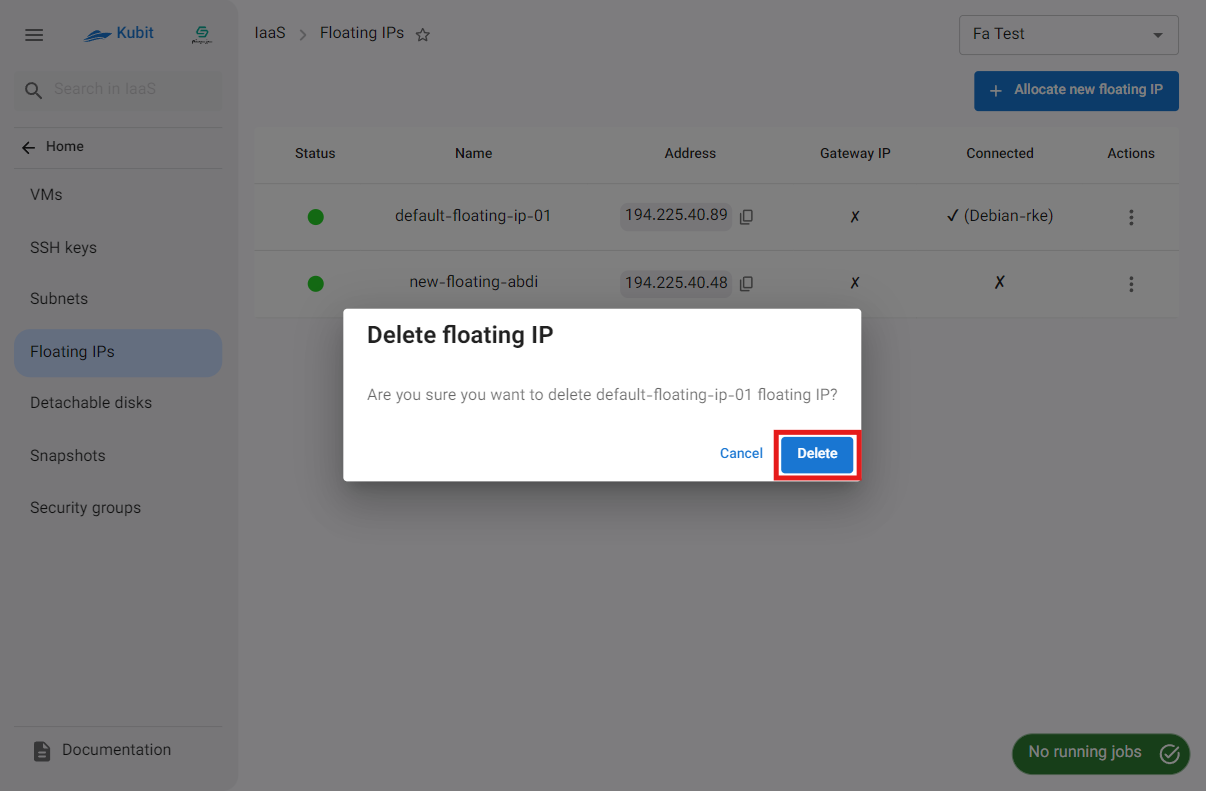 Kubit
IaaS
Floating IPs
Fa Test
Search in IaaS
Allocate new floating IP
Home
VMs
SSH keys
Subnets
Floating IPs
Detachable disks
Snapshots
Security groups
Status Name Address Gateway IP Connected Actions
default-floating-ip-01 194.225.40.89 ✗ ✓ (Debian-rke)
new-floating-abdi 194.225.40.48 ✗ ✗
Delete floating IP
Are you sure you want to delete default-floating-ip-01 floating IP?
Cancel Delete
Documentation
No running jobs